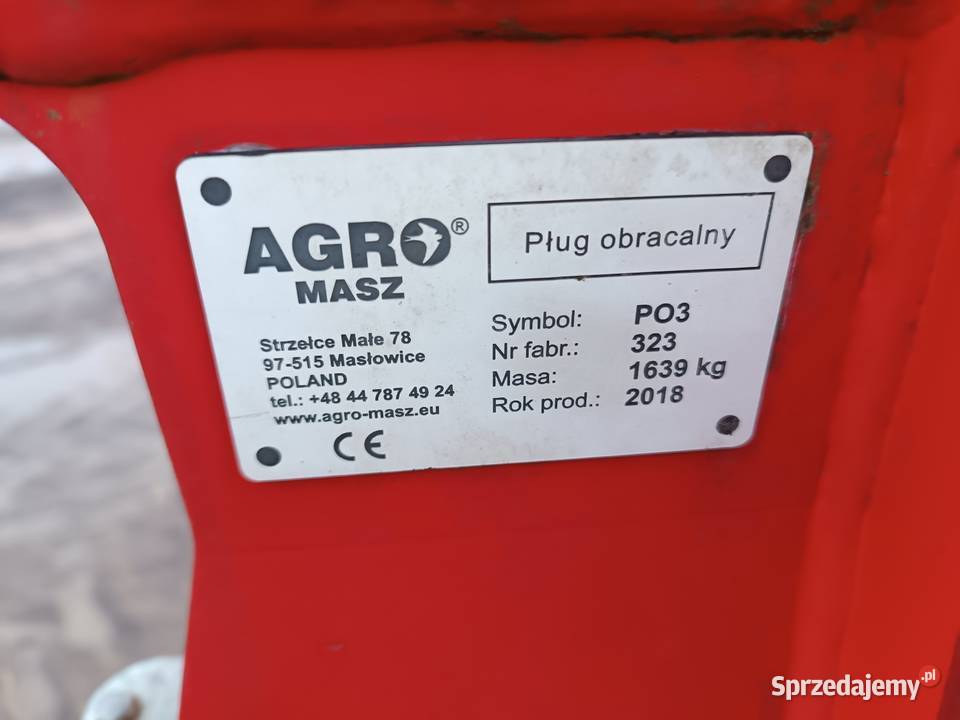 AGRO®
MASZ
Pług obracalny
Strzelce Małe 78
97-515 Masłowice
POLAND
tel.: +48 44 787 49 24
www.agro-masz.eu
CE
Symbol: PO3
Nr fabr.: 323
Masa: 1639 kg
Rok prod.: 2018
Sprzedajemy.pl